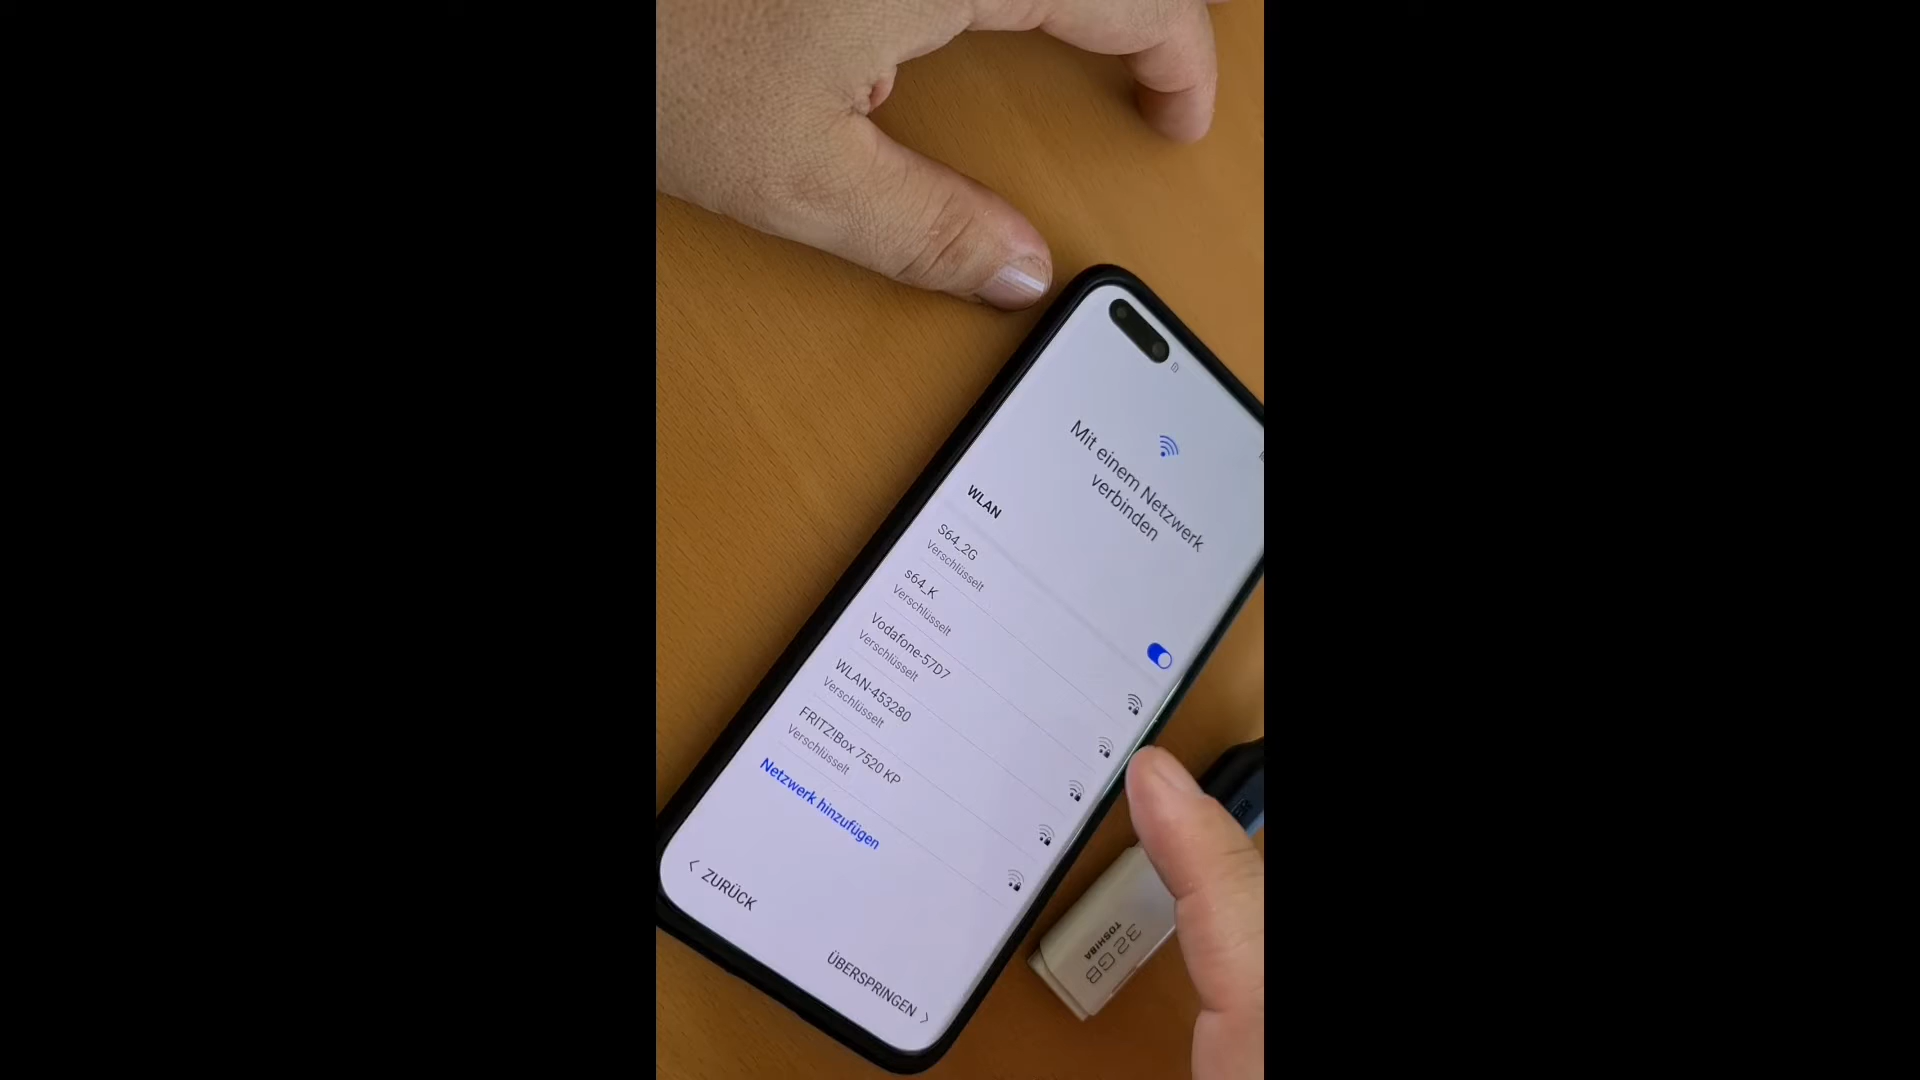 Mit einem Netzwerk
verbinden
WLAN
S64_2G
Verschlüsselt
s64_K
Verschlüsselt
Vodafone-57D7
Verschlüsselt
WLAN-453280
Verschlüsselt
FRITZ!Box 7520 KP
Verschlüsselt
Netzwerk hinzufügen
ZURÜCK
ÜBERSPRINGEN
TOSHIBA
32 GB